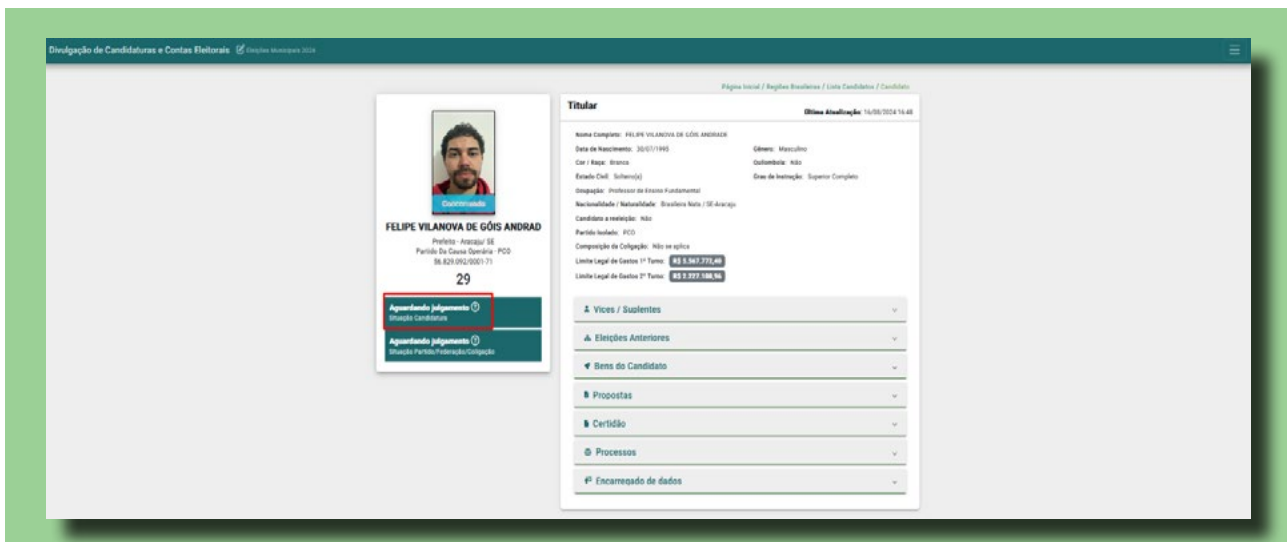 Divulgação de Candidaturas e Contas Eleitorais Eleições Municipais 2024
Página Inicial / Regiões Brasileiras / Lista Candidatos / Candidato
Concorrendo
FELIPE VILANOVA DE GÓIS ANDRAD
Prefeito - Aracaju/ SE
Partido Da Causa Operária - PCO
56.829.092/0001-71
29
Aguardando julgamento
Situação Candidatura
Aguardando julgamento
Situação Partido/Federação/Coligação
Titular
Última Atualização: 16/08/2024 16:48
Nome Completo: FELIPE VILANOVA DE GÓIS ANDRADE
Data de Nascimento: 30/07/1995 Gênero: Masculino
Cor / Raça: Branca Quilombola: Não
Estado Civil: Solteiro(a) Grau de Instrução: Superior Completo
Ocupação: Professor de Ensino Fundamental
Nacionalidade / Naturalidade: Brasileira Nata / SE-Aracaju
Candidato a reeleição: Não
Partido Isolado: PCO
Composição da Coligação: Não se aplica
Limite Legal de Gastos 1º Turno:
Limite Legal de Gastos 2º Turno:
Vices / Suplentes
Eleições Anteriores
Bens do Candidato
Propostas
Certidão
Processos
Encarregado de dados